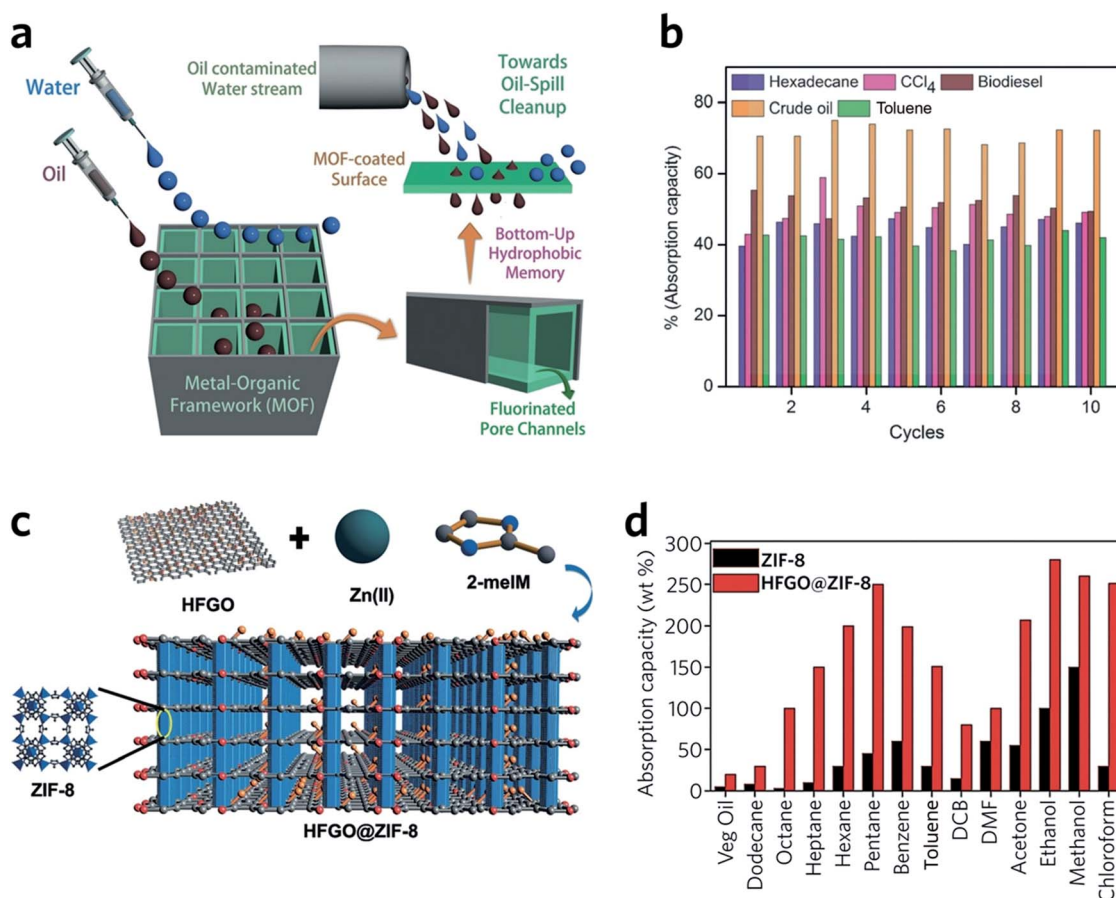 a
Water
Oil
Oil contaminated
Water stream
Towards
Oil-Spill
Cleanup
MOF-coated
Surface
Bottom-Up
Hydrophobic
Memory
Metal-Organic
Framework (MOF)
Fluorinated
Pore Channels
b
Hexadecane CCl4 Biodiesel
Crude oil Toluene
% (Absorption capacity)
80
60
40
20
0
2 4 6 8 10
Cycles
c
HFGO
+
Zn(II)
2-meIM
ZIF-8
HFGO@ZIF-8
d
ZIF-8
HFGO@ZIF-8
Absorption capacity (wt %)
300
250
200
150
100
50
0
Veg Oil
Dodecane
Octane
Heptane
Hexane
Pentane
Benzene
Toluene
DCB
DMF
Acetone
Ethanol
Methanol
Chloroform